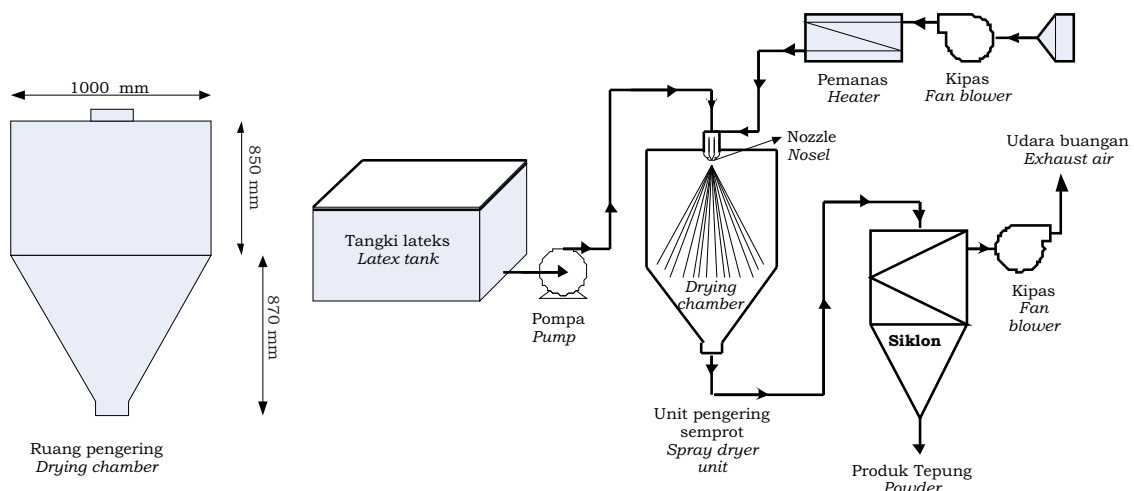 1000 mm
850 mm
870 mm
Ruang pengering
Drying chamber
Tangki lateks
Latex tank
Pompa
Pump
Pemanas
Heater
Kipas
Fan blower
Nozzle
Nosel
Drying
chamber
Unit pengering
semprot
Spray dryer
unit
Udara buangan
Exhaust air
Kipas
Fan
blower
Siklon
Produk Tepung
Powder